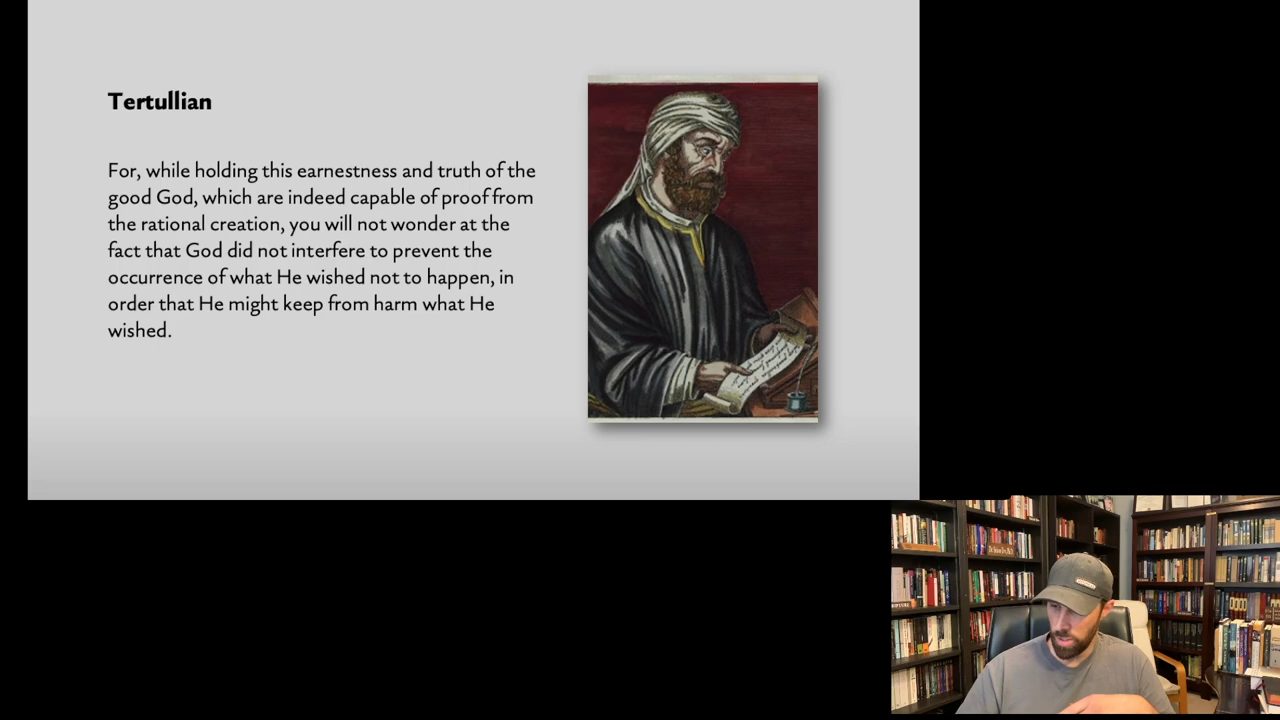 Tertullian
For, while holding this earnestness and truth of the
good God, which are indeed capable of proof from
the rational creation, you will not wonder at the
fact that God did not interfere to prevent the
occurrence of what He wished not to happen, in
order that He might keep from harm what He
wished.